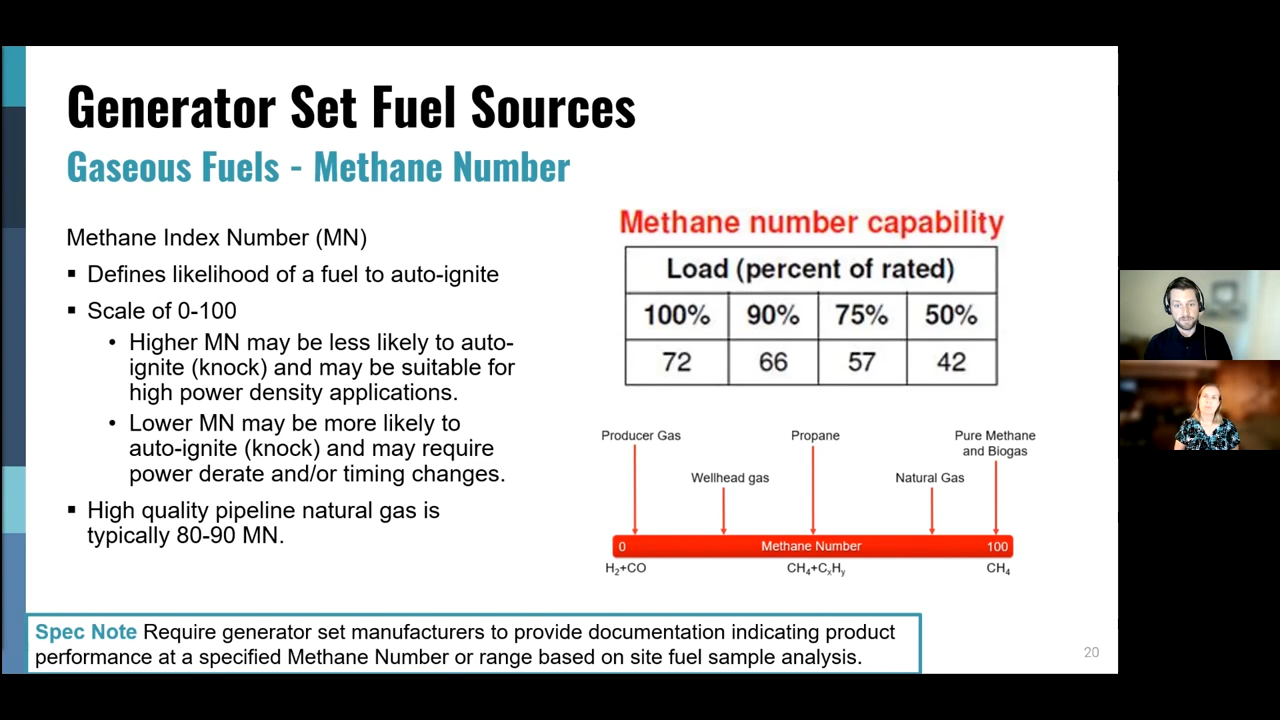 Generator Set Fuel Sources
Gaseous Fuels - Methane Number
Methane Index Number (MN)
▪ Defines likelihood of a fuel to auto-ignite
▪ Scale of 0-100
• Higher MN may be less likely to auto-
ignite (knock) and may be suitable for
high power density applications.
• Lower MN may be more likely to
auto-ignite (knock) and may require
power derate and/or timing changes.
▪ High quality pipeline natural gas is
typically 80-90 MN.
Methane number capability
Load (percent of rated)
100% 90% 75% 50%
72 66 57 42
Producer Gas Propane Pure Methane
and Biogas
Wellhead gas Natural Gas
0 Methane Number 100
H₂+CO CH₄+CₓHᵧ CH₄
Spec Note Require generator set manufacturers to provide documentation indicating product
performance at a specified Methane Number or range based on site fuel sample analysis.
20